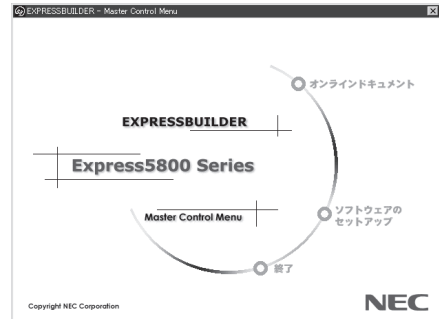 EXPRESSBUILDER - Master Control Menu
オンラインドキュメント
EXPRESSBUILDER
Express5800 Series
Master Control Menu
ソフトウェアの
セットアップ
終了
Copyright NEC Corporation
NEC